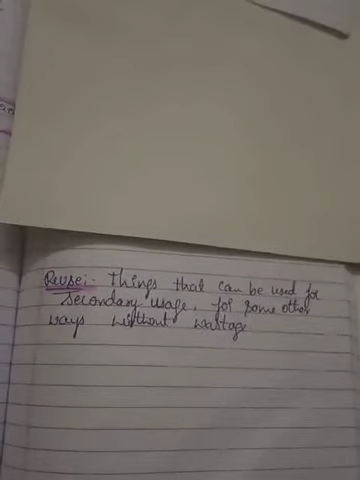 Reuse:- Things that can be used for
secondary usage, for some other
ways without wastage